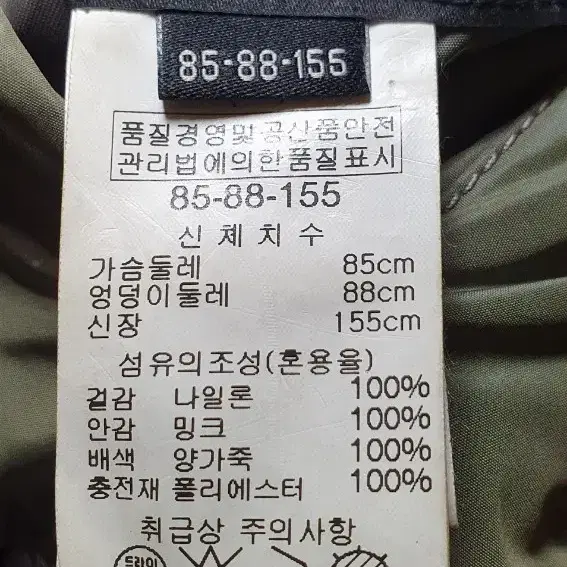 85-88-155
품질경영및공산품안전
관리법에의한품질표시
85-88-155
신체치수
가슴둘레 85cm
엉덩이둘레 88cm
신장 155cm
섬유의조성(혼용율)
겉감 나일론 100%
안감 밍크 100%
배색 양가죽 100%
충전재 폴리에스터 100%
취급상 주의사항
드라이